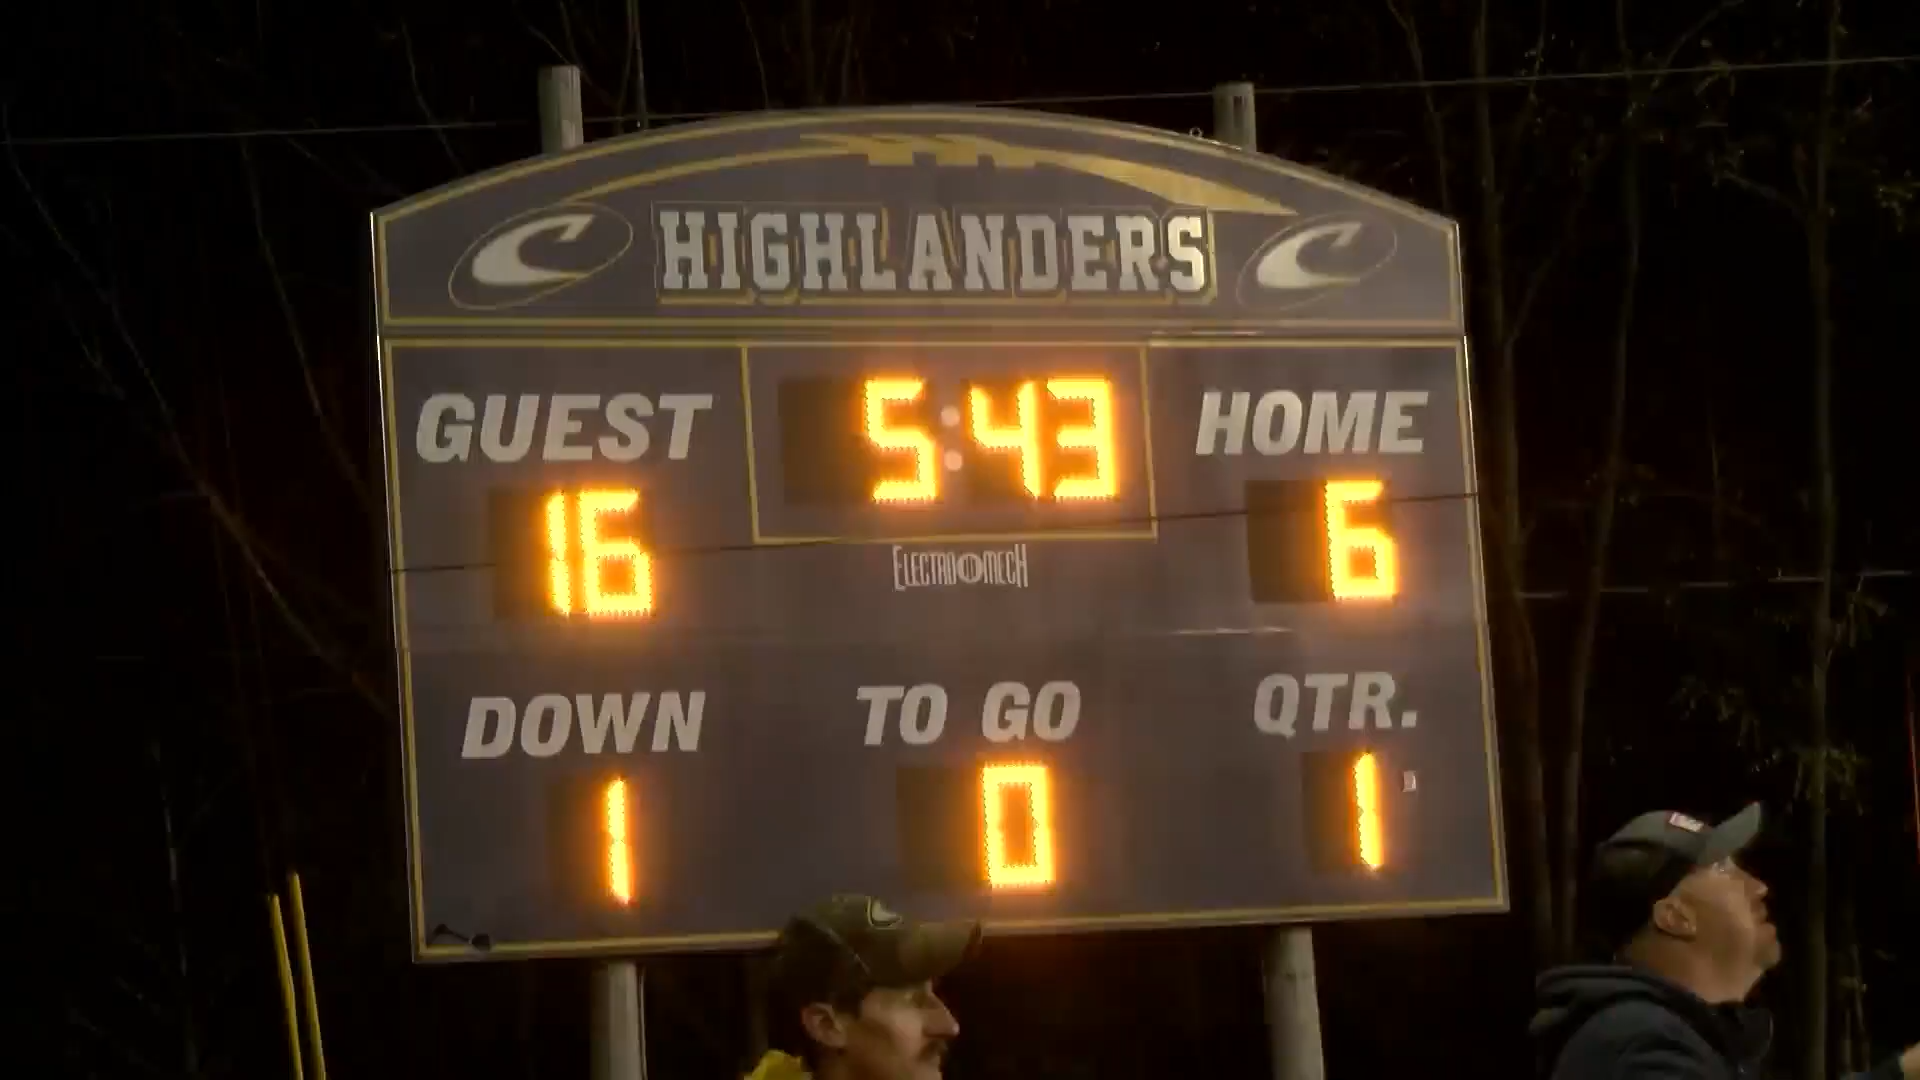 C HIGHLANDERS C
GUEST 5:43 HOME
16 6
ELECTRO MECH
DOWN TO GO QTR.
1 0 1